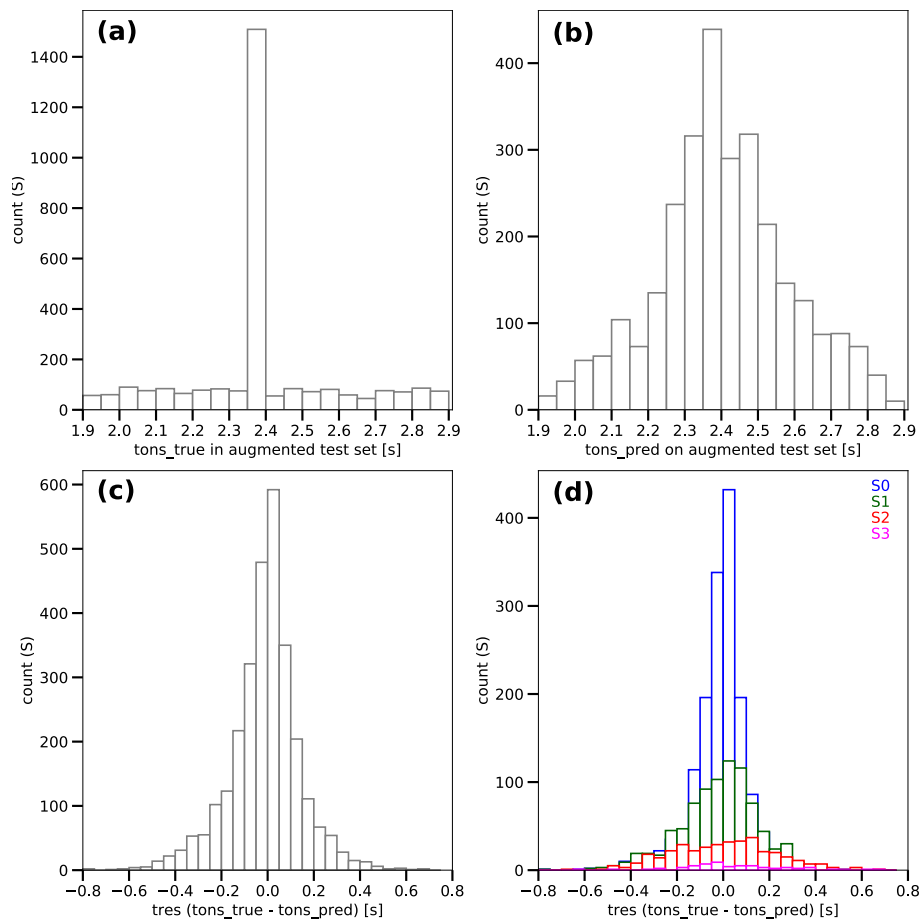 (a)
count (S)
1400
1200
1000
800
600
400
200
0
1.9 2.0 2.1 2.2 2.3 2.4 2.5 2.6 2.7 2.8 2.9
tons_true in augmented test set [s]
(b)
count (S)
400
300
200
100
0
1.9 2.0 2.1 2.2 2.3 2.4 2.5 2.6 2.7 2.8 2.9
tons_pred on augmented test set [s]
(c)
count (S)
600
500
400
300
200
100
0
−0.8 −0.6 −0.4 −0.2 0.0 0.2 0.4 0.6 0.8
tres (tons_true - tons_pred) [s]
(d)
S0
S1
S2
S3
count (S)
400
300
200
100
0
−0.8 −0.6 −0.4 −0.2 0.0 0.2 0.4 0.6 0.8
tres (tons_true - tons_pred) [s]